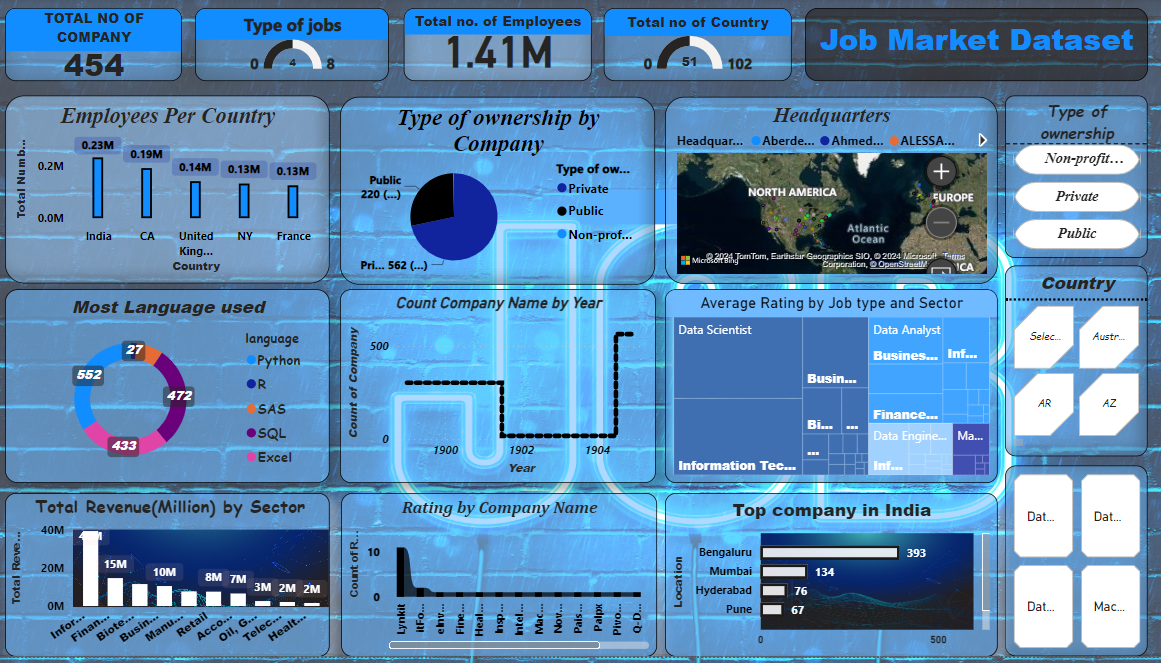 TOTAL NO OF
COMPANY
454
Type of jobs
0
4
8
Total no. of Employees
1.41M
Total no of Country
0
51
102
Job Market Dataset
Employees Per Country
Total Numb...
0.2M
0.0M
0.23M
0.19M
0.14M
0.13M
0.13M
India
CA
United
King...
NY
France
Country
Type of ownership by
Company
Public
220 (...)
Pri... 562 (...)
Type of ow...
Private
Public
Non-prof...
Headquarters
Headquar...
Aberde...
Ahmed...
ALESSA...
NORTH AMERICA
EUROPE
Atlantic
Ocean
Microsoft Bing
© 2024 TomTom, Earthstar Geographics SIO, © 2024 Microsoft
Corporation, © OpenStreetM
Terms
ICA
Type of
ownership
Non-profit...
Private
Public
Most Language used
27
552
472
433
language
Python
R
SAS
SQL
Excel
Count Company Name by Year
Count of Company
500
0
1900
1902
1904
Year
Average Rating by Job type and Sector
Data Scientist
Information Tec...
Busin...
Bi...
...
...
Data Analyst
Busines...
Inf...
Finance...
Data Engine...
Inf...
Ma...
Country
Selec...
Austr...
AR
AZ
Total Revenue(Million) by Sector
Total Reve...
40M
20M
0M
15M
10M
8M
7M
3M
2M
2M
Infor...
Finan...
Biote...
Busin...
Manu...
Retail ...
Acco...
Oil, G...
Telec...
Healt...
Rating by Company Name
Count of R...
10
0
Lynkit
itFo...
eInr...
Fine...
Heal...
Insp...
Intel...
Mac...
Nor...
Pais...
Palpx
Pivo...
Q-D...
Top company in India
Location
Bengaluru
393
Mumbai
134
Hyderabad
76
Pune
67
0
500
Dat...
Dat...
Dat...
Mac...